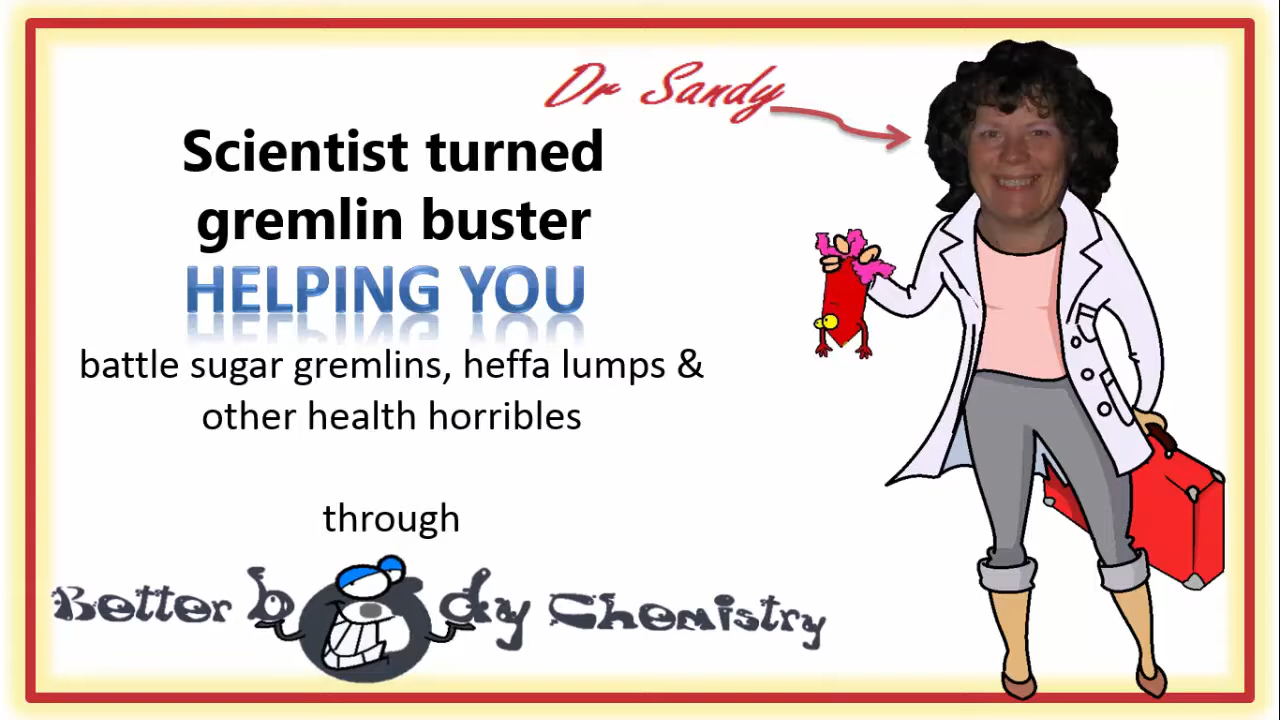 Dr Sandy
Scientist turned
gremlin buster
HELPING YOU
battle sugar gremlins, heffa lumps &
other health horribles
through
Better body Chemistry